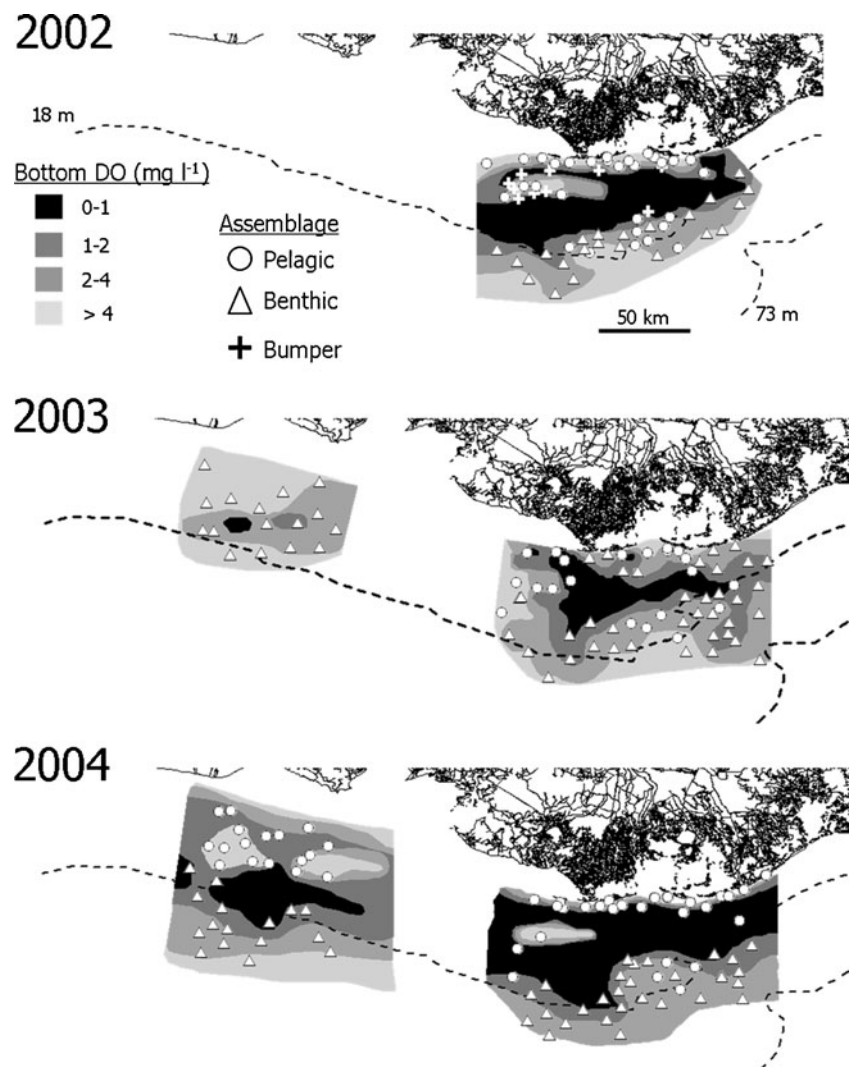 2002
18 m
Bottom DO (mg l-1)
0-1
1-2
2-4
> 4
Assemblage
Pelagic
Benthic
Bumper
50 km
73 m
2003
2004